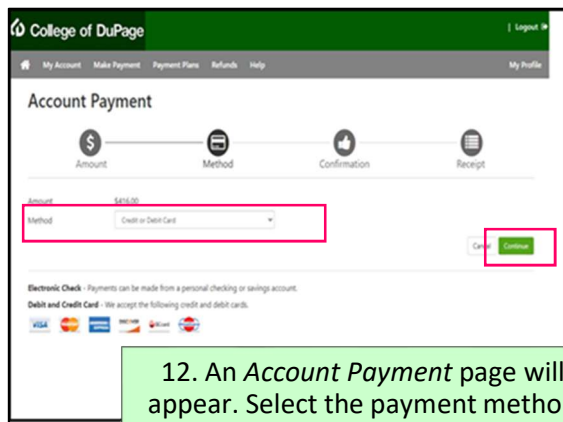 College of DuPage
| Logout
My Account Make Payment Payment Plans Refunds Help My Profile
Account Payment
$
Amount Method Confirmation Receipt
Amount $416.00
Method Credit or Debit Card
Cancel Continue
Electronic Check - Payments can be made from a personal checking or savings account.
Debit and Credit Card - We accept the following credit and debit cards.
VISA
12. An Account Payment page will
appear. Select the payment metho